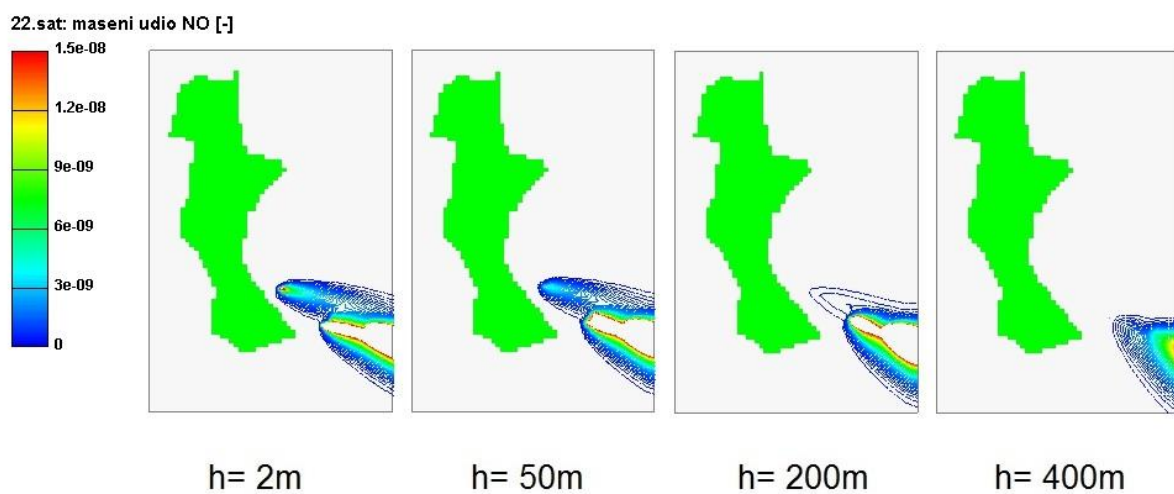 22.sat: maseni udio NO [-]
1.5e-08
1.2e-08
9e-09
6e-09
3e-09
0
h= 2m
h= 50m
h= 200m
h= 400m